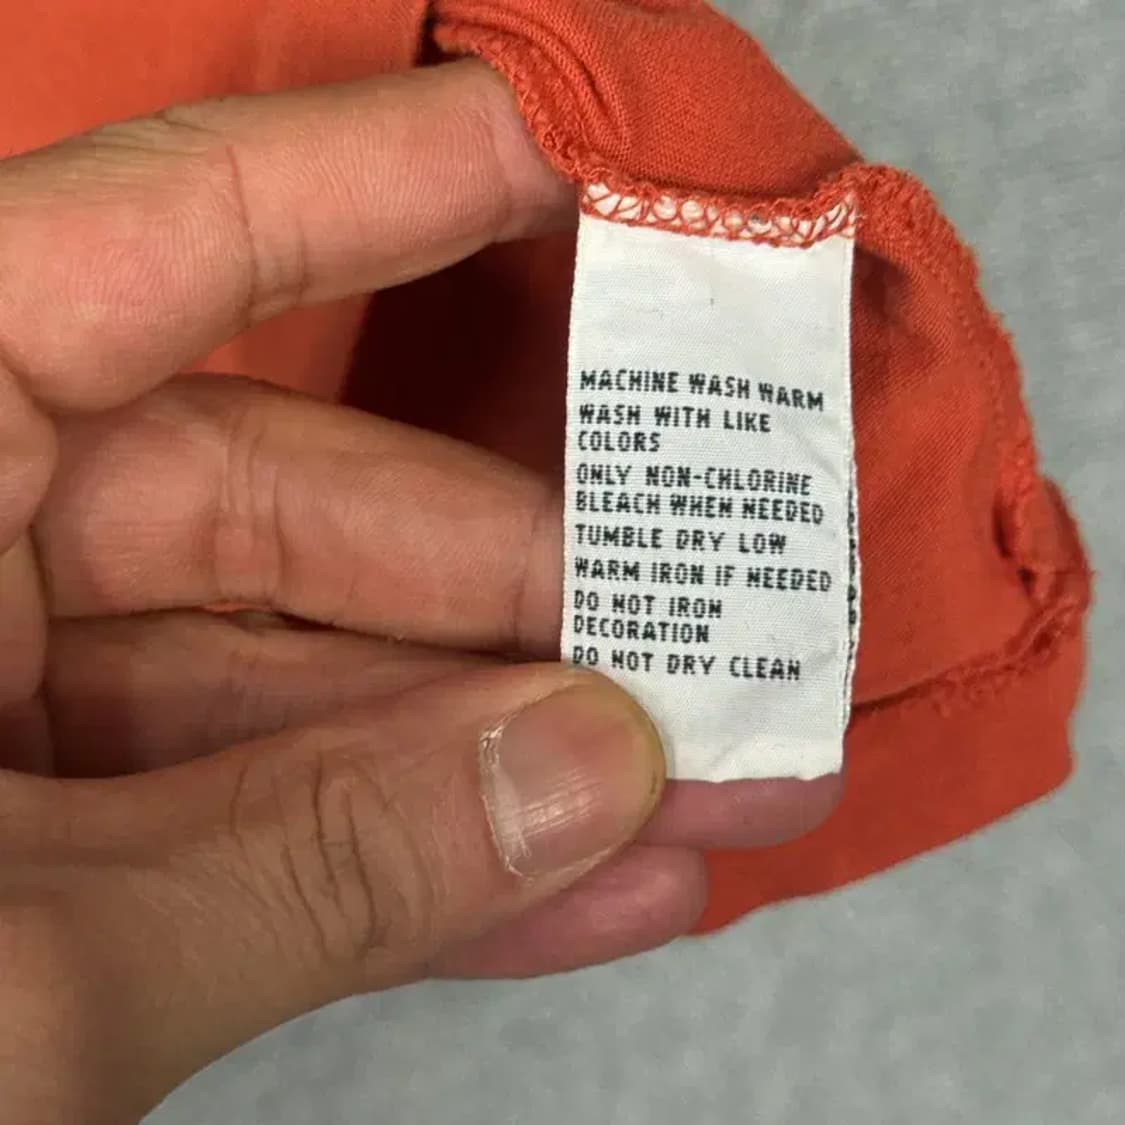 MACHINE WASH WARM
WASH WITH LIKE
COLORS
ONLY NON-CHLORINE
BLEACH WHEN NEEDED
TUMBLE DRY LOW
WARM IRON IF NEEDED
DO NOT IRON
DECORATION
DO NOT DRY CLEAN